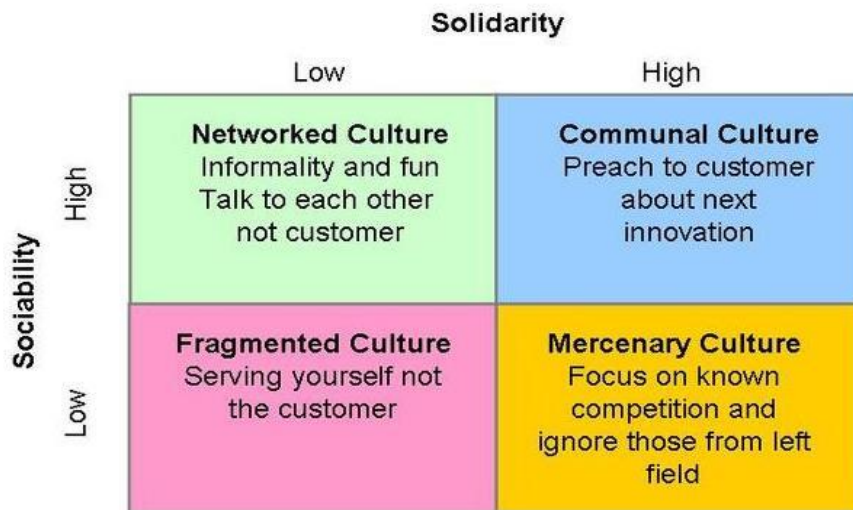 Solidarity
Low
High
Sociability
High
Networked Culture
Informality and fun
Talk to each other
not customer
Communal Culture
Preach to customer
about next
innovation
Low
Fragmented Culture
Serving yourself not
the customer
Mercenary Culture
Focus on known
competition and
ignore those from left
field